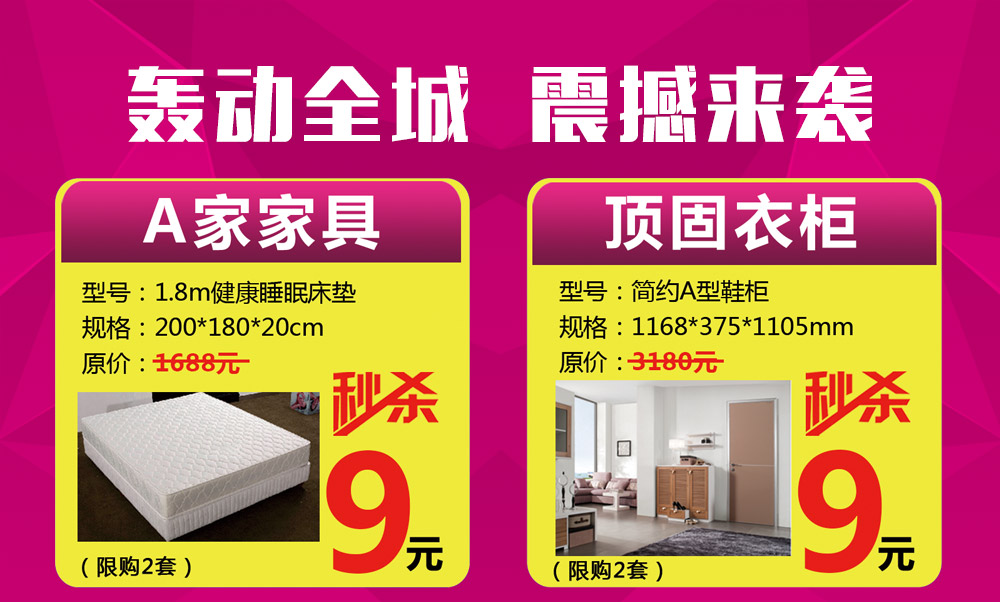 轰动全城 震撼来袭
A家家具
型号：1.8m健康睡眠床垫
规格：200*180*20cm
原价：1688元
秒杀
9元
（限购2套）
顶固衣柜
型号：简约A型鞋柜
规格：1168*375*1105mm
原价：3180元
秒杀
9元
（限购2套）